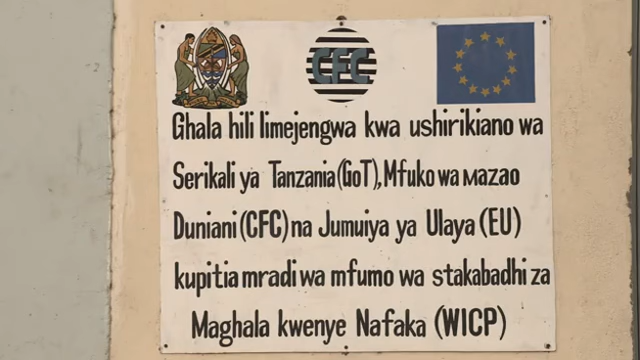 CFC
Ghala hili limejengwa kwa ushirikiano wa
Serikali ya Tanzania (GoT), Mfuko wa mazao
Duniani (CFC) na Jumuiya ya Ulaya (EU)
kupitia mradi wa mfumo wa stakabadhi za
Maghala kwenye Nafaka (WICP)